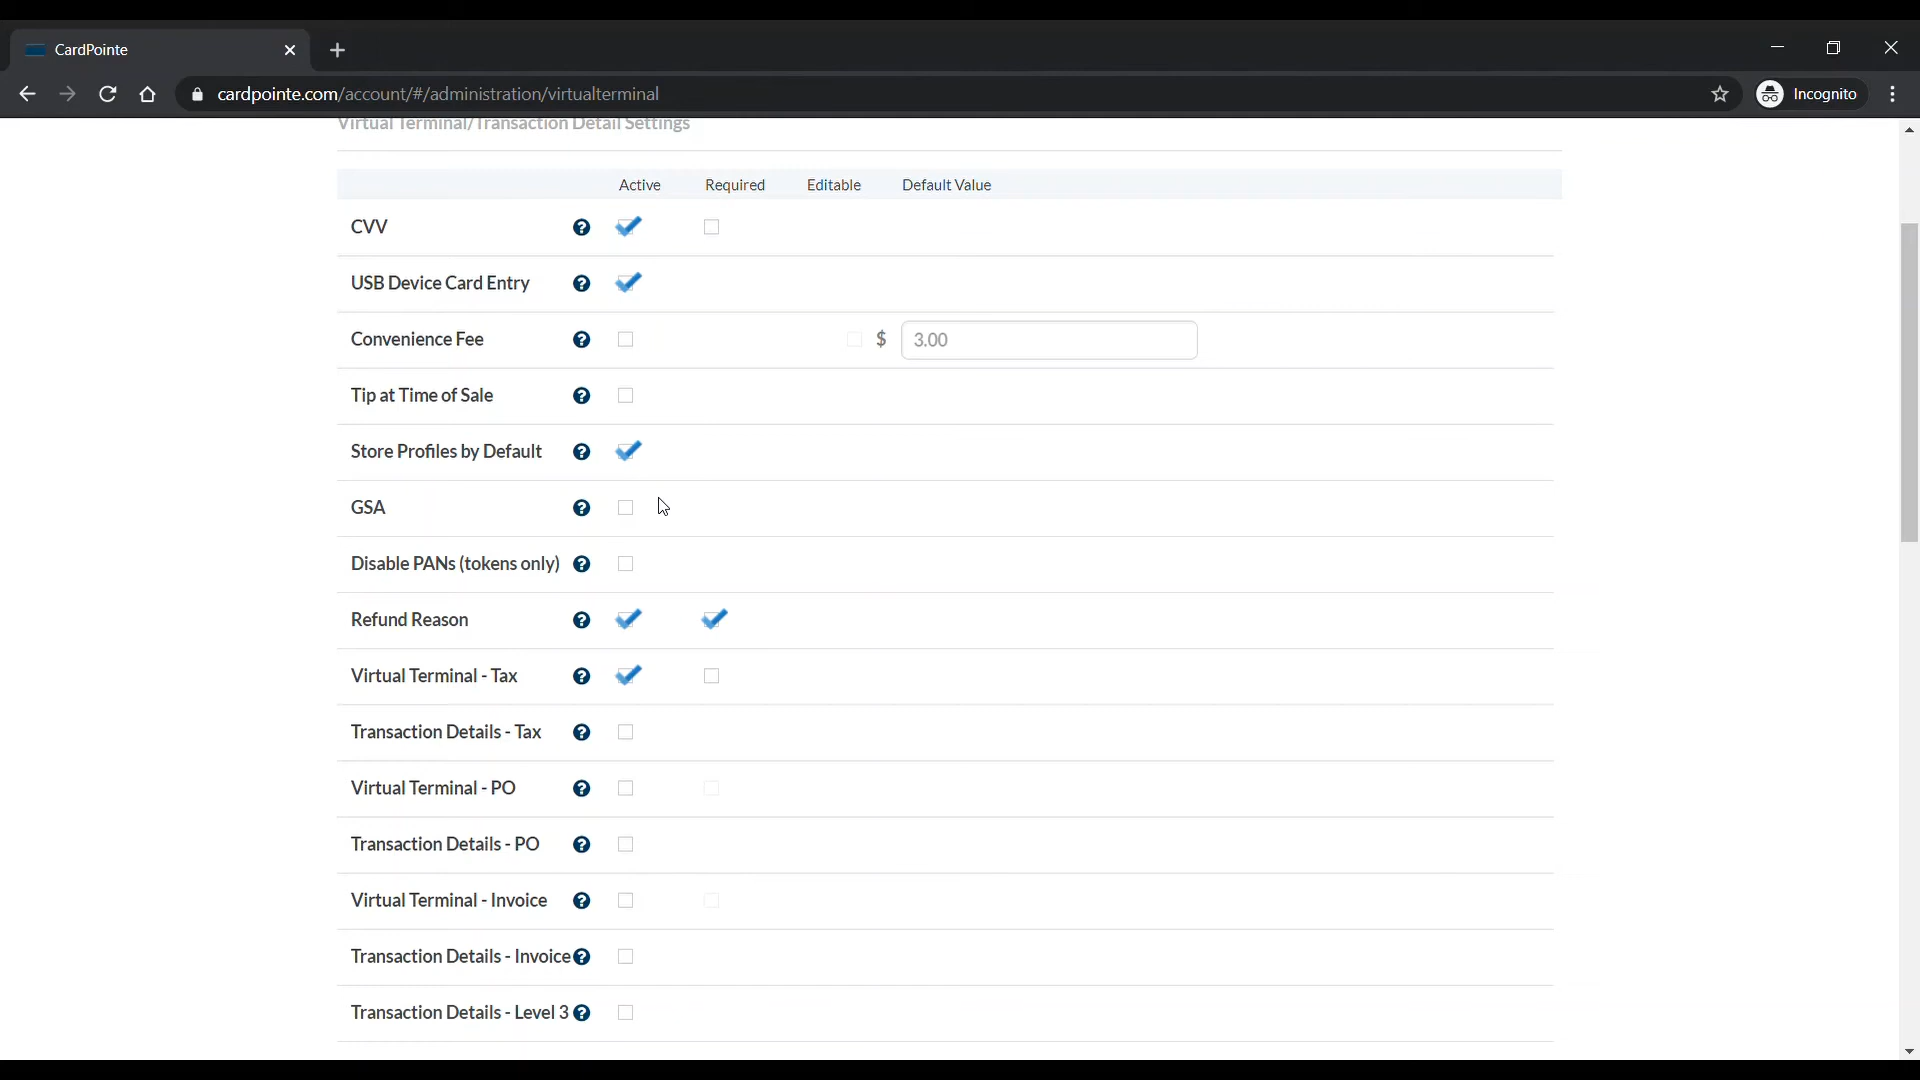 CardPointe
cardpointe.com/account/#/administration/virtualterminal
Incognito
Virtual Terminal/Transaction Detail Settings
Active Required Editable Default Value
CVV
USB Device Card Entry
Convenience Fee $ 3.00
Tip at Time of Sale
Store Profiles by Default
GSA
Disable PANs (tokens only)
Refund Reason
Virtual Terminal - Tax
Transaction Details - Tax
Virtual Terminal - PO
Transaction Details - PO
Virtual Terminal - Invoice
Transaction Details - Invoice
Transaction Details - Level 3